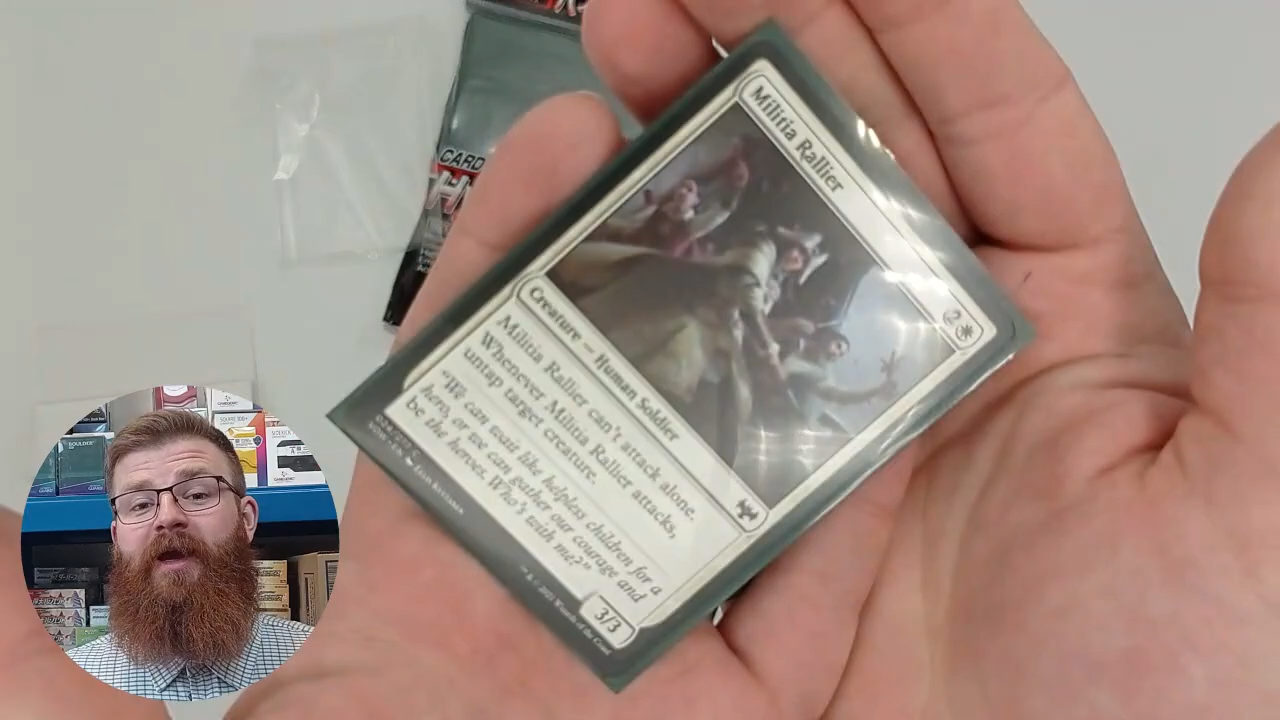 CARD
Militia Rallier
2
Creature — Human Soldier
Militia Rallier can't attack alone.
Whenever Militia Rallier attacks,
untap target creature.
"We can wait like helpless children for a
hero, or we can gather our courage and
be the heroes. Who's with me?"
3/3